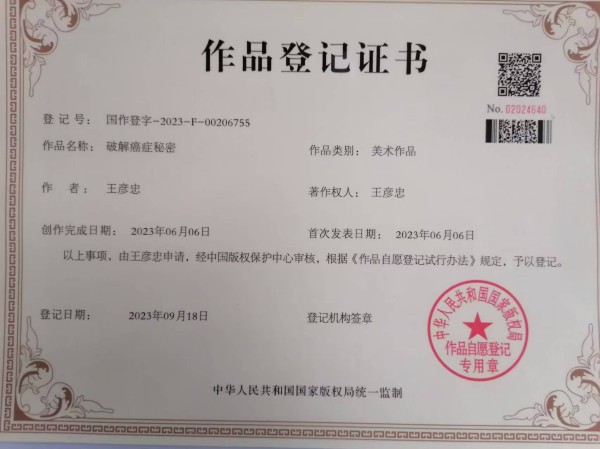 作品登记证书
No. 02024640
登 记 号： 国作登字-2023-F-00206755
作品名称： 破解癌症秘密 作品类别： 美术作品
作 者： 王彦忠 著作权人： 王彦忠
创作完成日期： 2023年06月06日 首次发表日期： 2023年06月06日
以上事项，由王彦忠申请，经中国版权保护中心审核，根据《作品自愿登记试行办法》规定，予以登记。
登记日期： 2023年09月18日 登记机构签章
中华人民共和国国家版权局
作品自愿登记
专用章
中华人民共和国国家版权局统一监制